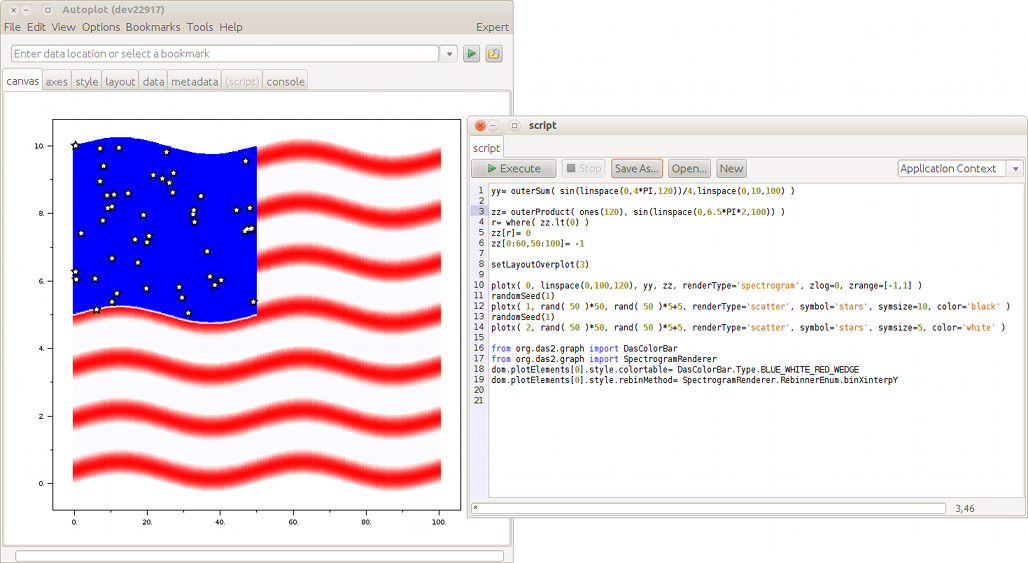 Autoplot (dev22917)
File Edit View Options Bookmarks Tools Help Expert
Enter data location or select a bookmark
canvas axes style layout data metadata (script) console
10.
8.
6.
4.
2.
0.
0. 20. 40. 60. 80. 100.
script
script
Execute Stop Save As... Open... New Application Context
1 yy= outerSum( sin(linspace(0,4*PI,120))/4,linspace(0,10,100) )
2
3 zz= outerProduct( ones(120), sin(linspace(0,6.5*PI*2,100)) )
4 r= where( zz.lt(0) )
5 zz[r]= 0
6 zz[0:60,50:100]= -1
7
8 setLayoutOverplot(3)
9
10 plotx( 0, linspace(0,100,120), yy, zz, renderType='spectrogram', zlog=0, zrange=[-1,1] )
11 randomSeed(1)
12 plotx( 1, rand( 50 )*50, rand( 50 )*5+5, renderType='scatter', symbol='stars', symsize=10, color='black' )
13 randomSeed(1)
14 plotx( 2, rand( 50 )*50, rand( 50 )*5+5, renderType='scatter', symbol='stars', symsize=5, color='white' )
15
16 from org.das2.graph import DasColorBar
17 from org.das2.graph import SpectrogramRenderer
18 dom.plotElements[0].style.colortable= DasColorBar.Type.BLUE_WHITE_RED_WEDGE
19 dom.plotElements[0].style.rebinMethod= SpectrogramRenderer.RebinnerEnum.binXinterpY
20
21
* 3,46